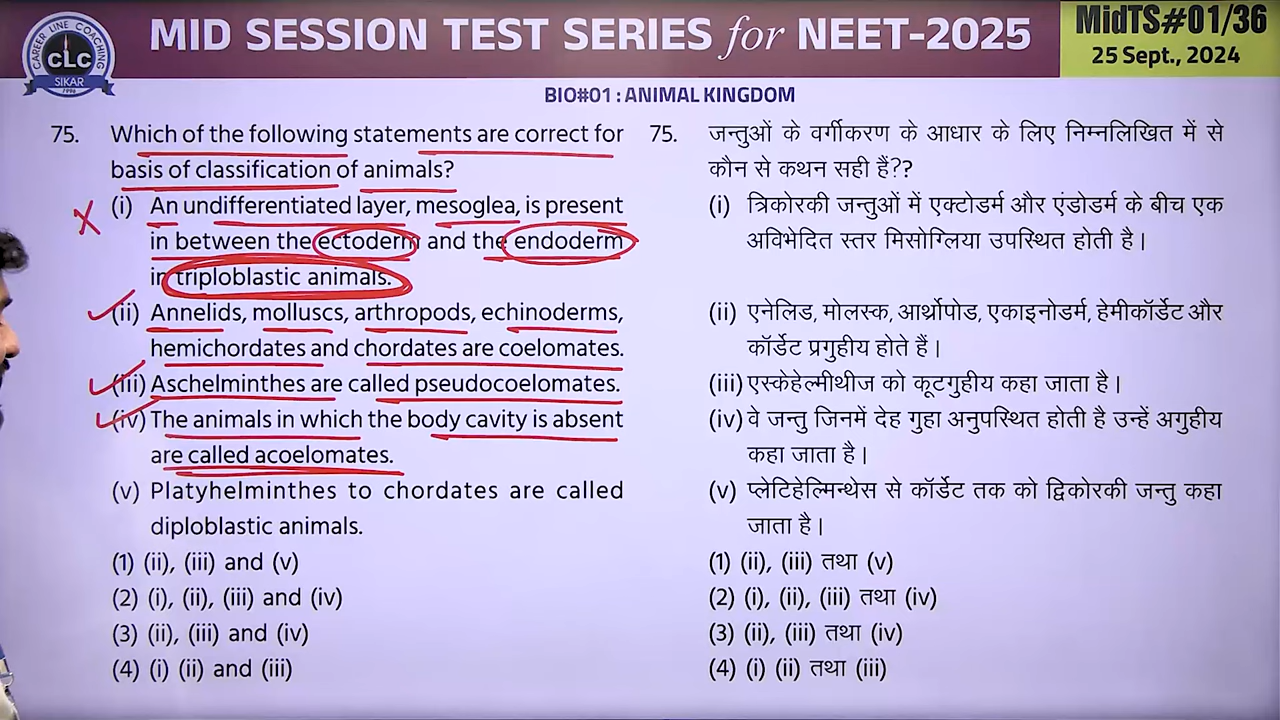 CAREER LINE COACHING
CLC
SIKAR
MID SESSION TEST SERIES for NEET-2025
MidTS#01/36
25 Sept., 2024
BIO#01 : ANIMAL KINGDOM
75. Which of the following statements are correct for
basis of classification of animals?
(i) An undifferentiated layer, mesoglea, is present
in between the ectoderm and the endoderm
in triploblastic animals.
(ii) Annelids, molluscs, arthropods, echinoderms,
hemichordates and chordates are coelomates.
(iii) Aschelminthes are called pseudocoelomates.
(iv) The animals in which the body cavity is absent
are called acoelomates.
(v) Platyhelminthes to chordates are called
diploblastic animals.
(1) (ii), (iii) and (v)
(2) (i), (ii), (iii) and (iv)
(3) (ii), (iii) and (iv)
(4) (i) (ii) and (iii)
75. जन्तुओं के वर्गीकरण के आधार के लिए निम्नलिखित में से
कौन से कथन सही हैं??
(i) त्रिकोरकी जन्तुओं में एक्टोडर्म और एंडोडर्म के बीच एक
अविभेदित स्तर मिसोग्लिया उपस्थित होती है।
(ii) एनेलिड, मोलस्क, आर्थोपोड, एकाइनोडर्म, हेमीकॉर्डेट और
कॉर्डेट प्रगुहीय होते हैं।
(iii) एस्केहेल्मीथीज को कूटगुहीय कहा जाता है।
(iv) वे जन्तु जिनमें देह गुहा अनुपस्थित होती है उन्हें अगुहीय
कहा जाता है।
(v) प्लेटिहेल्मिन्थेस से कॉर्डेट तक को द्विकोरकी जन्तु कहा
जाता है।
(1) (ii), (iii) तथा (v)
(2) (i), (ii), (iii) तथा (iv)
(3) (ii), (iii) तथा (iv)
(4) (i) (ii) तथा (iii)